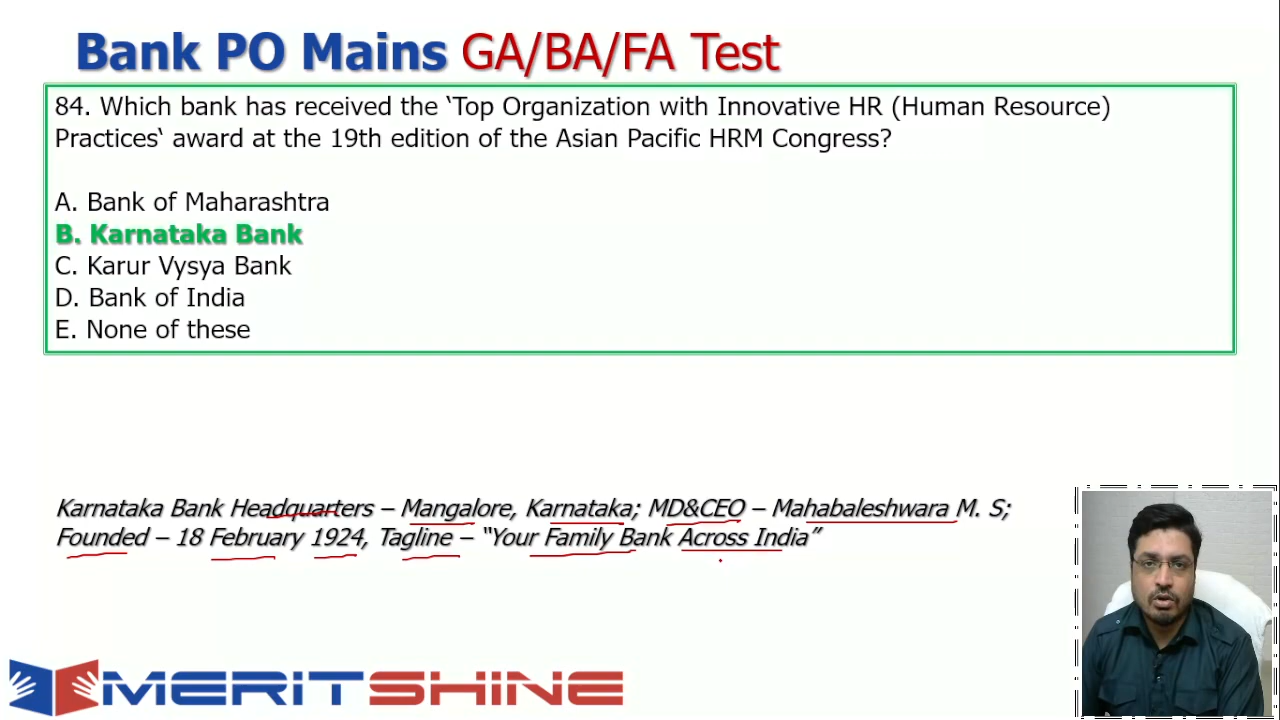 Bank PO Mains GA/BA/FA Test
84. Which bank has received the ‘Top Organization with Innovative HR (Human Resource)
Practices‘ award at the 19th edition of the Asian Pacific HRM Congress?
A. Bank of Maharashtra
B. Karnataka Bank
C. Karur Vysya Bank
D. Bank of India
E. None of these
Karnataka Bank Headquarters – Mangalore, Karnataka; MD&CEO – Mahabaleshwara M. S;
Founded – 18 February 1924, Tagline – “Your Family Bank Across India”
MERITSHINE